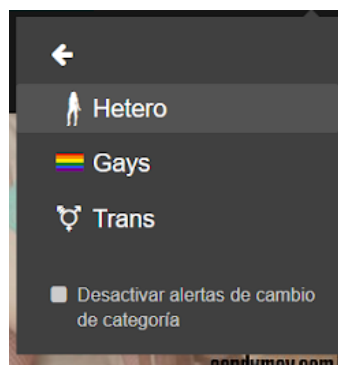 Hetero
Gays
Trans
Desactivar alertas de cambio
de categoría